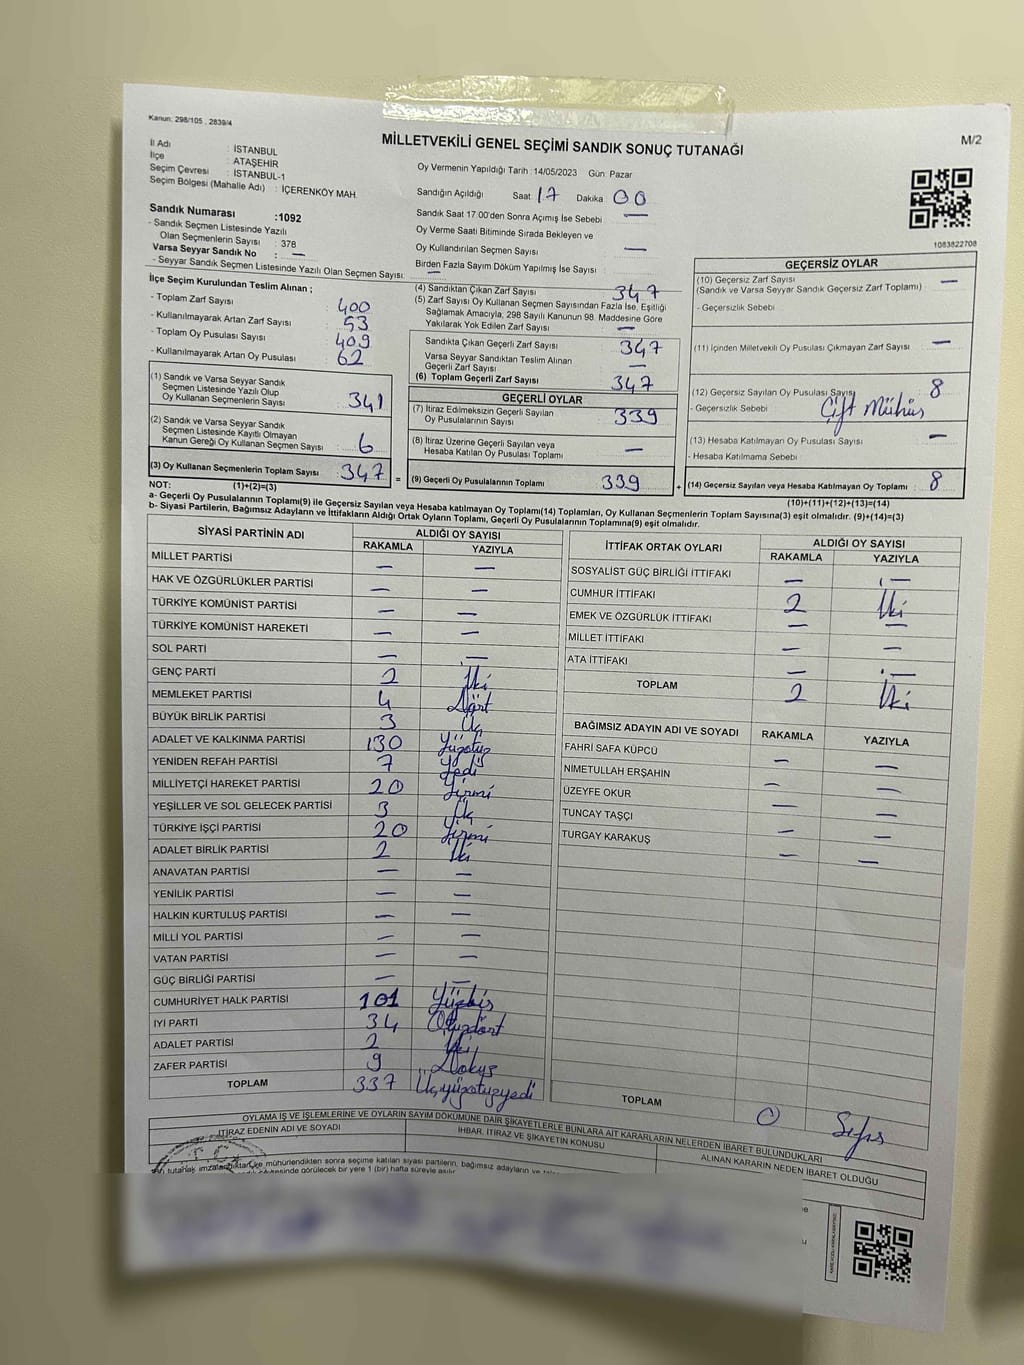 Kanun: 298/105 , 2839/4
M/2
MİLLETVEKİLİ GENEL SEÇİMİ SANDIK SONUÇ TUTANAĞI
İl Adı : İSTANBUL
İlçe : ATAŞEHİR
Seçim Çevresi : İSTANBUL-1
Seçim Bölgesi (Mahalle Adı) : İÇERENKÖY MAH.
Sandık Numarası :1092
- Sandık Seçmen Listesinde Yazılı
Olan Seçmenlerin Sayısı : 378
Varsa Seyyar Sandık No : —
- Seyyar Sandık Seçmen Listesinde Yazılı Olan Seçmen Sayısı: —
Oy Vermenin Yapıldığı Tarih : 14/05/2023 Gün: Pazar
Sandığın Açıldığı Saat 17 Dakika 00
Sandık Saat 17.00'den Sonra Açımış İse Sebebi —
Oy Verme Saati Bitiminde Sırada Bekleyen ve
Oy Kullandırılan Seçmen Sayısı : —
Birden Fazla Sayım Döküm Yapılmış İse Sayısı :
1083822708
İlçe Seçim Kurulundan Teslim Alınan ;
- Toplam Zarf Sayısı : 400
- Kullanılmayarak Artan Zarf Sayısı : 53
- Toplam Oy Pusulası Sayısı : 409
- Kullanılmayarak Artan Oy Pusulası : 62
(1) Sandık ve Varsa Seyyar Sandık
Seçmen Listesinde Yazılı Olup
Oy Kullanan Seçmenlerin Sayısı : 341
(2) Sandık ve Varsa Seyyar Sandık
Seçmen Listesinde Kayıtlı Olmayan
Kanun Gereği Oy Kullanan Seçmen Sayısı : 6
(3) Oy Kullanan Seçmenlerin Toplam Sayısı : 347
(4) Sandıktan Çıkan Zarf Sayısı : 347
(5) Zarf Sayısı Oy Kullanan Seçmen Sayısından Fazla İse, Eşitliği
Sağlamak Amacıyla, 298 Sayılı Kanunun 98. Maddesine Göre
Yakılarak Yok Edilen Zarf Sayısı : —
Sandıkta Çıkan Geçerli Zarf Sayısı : 347
Varsa Seyyar Sandıktan Teslim Alınan
Geçerli Zarf Sayısı : —
(6) Toplam Geçerli Zarf Sayısı : 347
GEÇERLİ OYLAR
(7) İtiraz Edilmeksizin Geçerli Sayılan
Oy Pusulalarının Sayısı : 339
(8) İtiraz Üzerine Geçerli Sayılan veya
Hesaba Katılan Oy Pusulası Toplamı : —
= (9) Geçerli Oy Pusulalarının Toplamı : 339
GEÇERSİZ OYLAR
(10) Geçersiz Zarf Sayısı
(Sandık ve Varsa Seyyar Sandık Geçersiz Zarf Toplamı) : —
- Geçersizlik Sebebi :
(11) İçinden Milletvekili Oy Pusulası Çıkmayan Zarf Sayısı : —
(12) Geçersiz Sayılan Oy Pusulası Sayısı : 8
- Geçersizlik Sebebi : Çift Mühür
(13) Hesaba Katılmayan Oy Pusulası Sayısı : —
- Hesaba Katılmama Sebebi :
+ (14) Geçersiz Sayılan veya Hesaba Katılmayan Oy Toplamı : 8
NOT: (1)+(2)=(3)
(10)+(11)+(12)+(13)=(14)
a- Geçerli Oy Pusulalarının Toplamı(9) ile Geçersiz Sayılan veya Hesaba katılmayan Oy Toplamı(14) Toplamları, Oy Kullanan Seçmenlerin Toplam Sayısına(3) eşit olmalıdır. (9)+(14)=(3)
b- Siyasi Partilerin, Bağımsız Adayların ve İttifakların Aldığı Ortak Oyların Toplamı, Geçerli Oy Pusulalarının Toplamına(9) eşit olmalıdır.
SİYASİ PARTİNİN ADI ALDIĞI OY SAYISI
RAKAMLA YAZIYLA
MİLLET PARTİSİ — —
HAK VE ÖZGÜRLÜKLER PARTİSİ — —
TÜRKİYE KOMÜNİST PARTİSİ — —
TÜRKİYE KOMÜNİST HAREKETİ — —
SOL PARTİ — —
GENÇ PARTİ 2 İki
MEMLEKET PARTİSİ 4 Dört
BÜYÜK BİRLİK PARTİSİ 3 Üç
ADALET VE KALKINMA PARTİSİ 130 Yüzotuz
YENİDEN REFAH PARTİSİ 7 Yedi
MİLLİYETÇİ HAREKET PARTİSİ 20 Yirmi
YEŞİLLER VE SOL GELECEK PARTİSİ 3 Üç
TÜRKİYE İŞÇİ PARTİSİ 20 Yirmi
ADALET BİRLİK PARTİSİ 2 İki
ANAVATAN PARTİSİ — —
YENİLİK PARTİSİ — —
HALKIN KURTULUŞ PARTİSİ — —
MİLLİ YOL PARTİSİ — —
VATAN PARTİSİ — —
GÜÇ BİRLİĞİ PARTİSİ — —
CUMHURİYET HALK PARTİSİ 101 Yüzbir
İYİ PARTİ 34 Otuzdört
ADALET PARTİSİ 2 İki
ZAFER PARTİSİ 9 Dokuz
TOPLAM 337 Üçyüzotuzyedi
İTTİFAK ORTAK OYLARI ALDIĞI OY SAYISI
RAKAMLA YAZIYLA
SOSYALİST GÜÇ BİRLİĞİ İTTİFAKI — —
CUMHUR İTTİFAKI 2 İki
EMEK VE ÖZGÜRLÜK İTTİFAKI — —
MİLLET İTTİFAKI — —
ATA İTTİFAKI — —
TOPLAM 2 İki
BAĞIMSIZ ADAYIN ADI VE SOYADI RAKAMLA YAZIYLA
FAHRİ SAFA KÜPCÜ — —
NİMETULLAH ERŞAHİN — —
ÜZEYFE OKUR — —
TUNCAY TAŞÇI — —
TURGAY KARAKUŞ — —
TOPLAM 0 Sıfır
OYLAMA İŞ VE İŞLEMLERİNE VE OYLARIN SAYIM DÖKÜMÜNE DAİR ŞİKAYETLERLE BUNLARA AİT KARARLARIN NELERDEN İBARET BULUNDUKLARI
İTİRAZ EDENİN ADI VE SOYADI
İHBAR, İTİRAZ VE ŞİKAYETİN KONUSU
ALINAN KARARIN NEDEN İBARET OLDUĞU
T.C.
mühürlendikten sonra seçime katılan siyasi partilerin, bağımsız adayların ve
görülecek bir yere 1 (bir) hafta süreyle asılır.